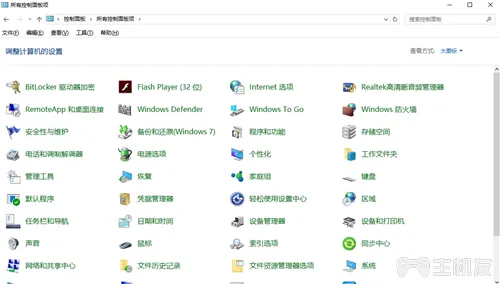 所有控制面板项
控制面板 > 所有控制面板项
搜索控制面板
文件(F) 编辑(E) 查看(V) 工具(T) 帮助(H)
调整计算机的设置
查看方式: 大图标
BitLocker 驱动器加密 Flash Player (32 位) Internet 选项 Realtek高清晰音频管理器
RemoteApp 和桌面连接 Windows Defender Windows To Go Windows 防火墙
安全性与维护 备份和还原(Windows 7) 程序和功能 存储空间
电话和调制解调器 电源选项 个性化 工作文件夹
管理工具 恢复 家庭组 键盘
默认程序 凭据管理器 轻松使用设置中心 区域
任务栏和导航 日期和时间 设备管理器 设备和打印机
声音 鼠标 索引选项 同步中心
网络和共享中心 文件历史记录 文件资源管理器选项 系统
主机友